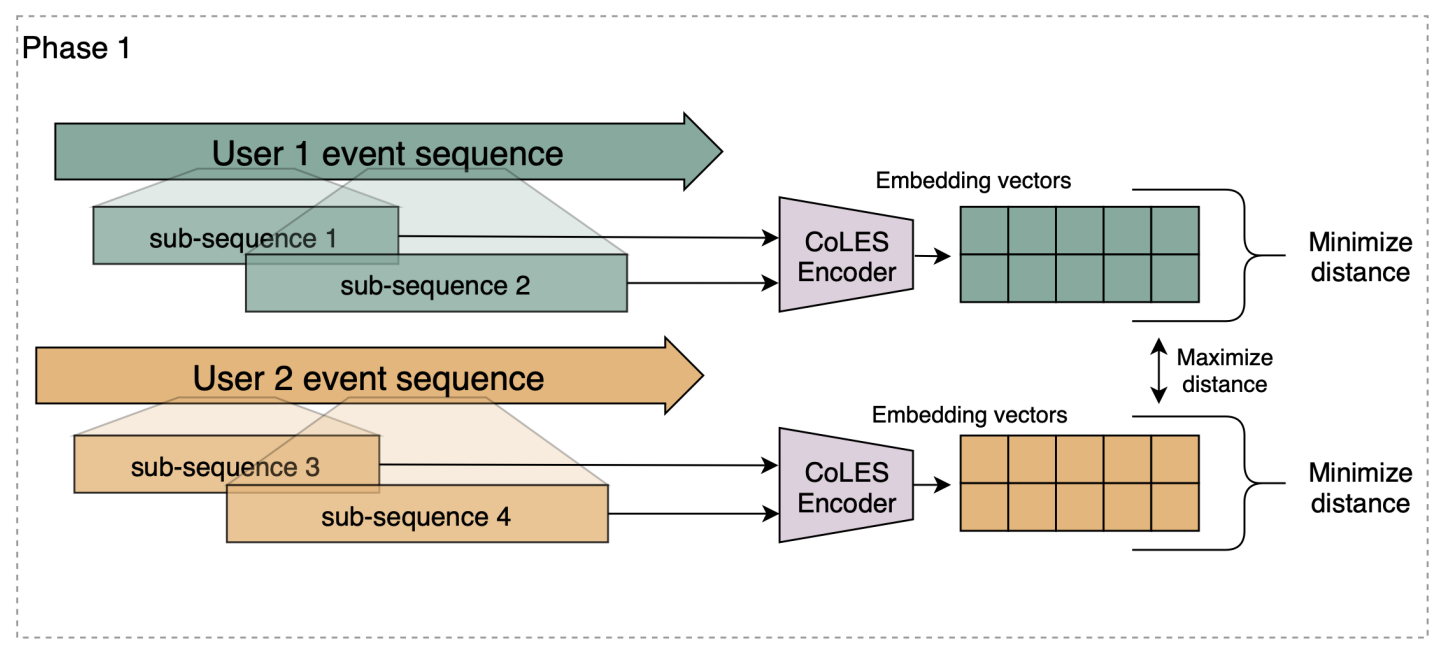 Phase 1
User 1 event sequence
sub-sequence 1
sub-sequence 2
CoLES
Encoder
Embedding vectors
Minimize
distance
Maximize
distance
User 2 event sequence
sub-sequence 3
sub-sequence 4
CoLES
Encoder
Embedding vectors
Minimize
distance